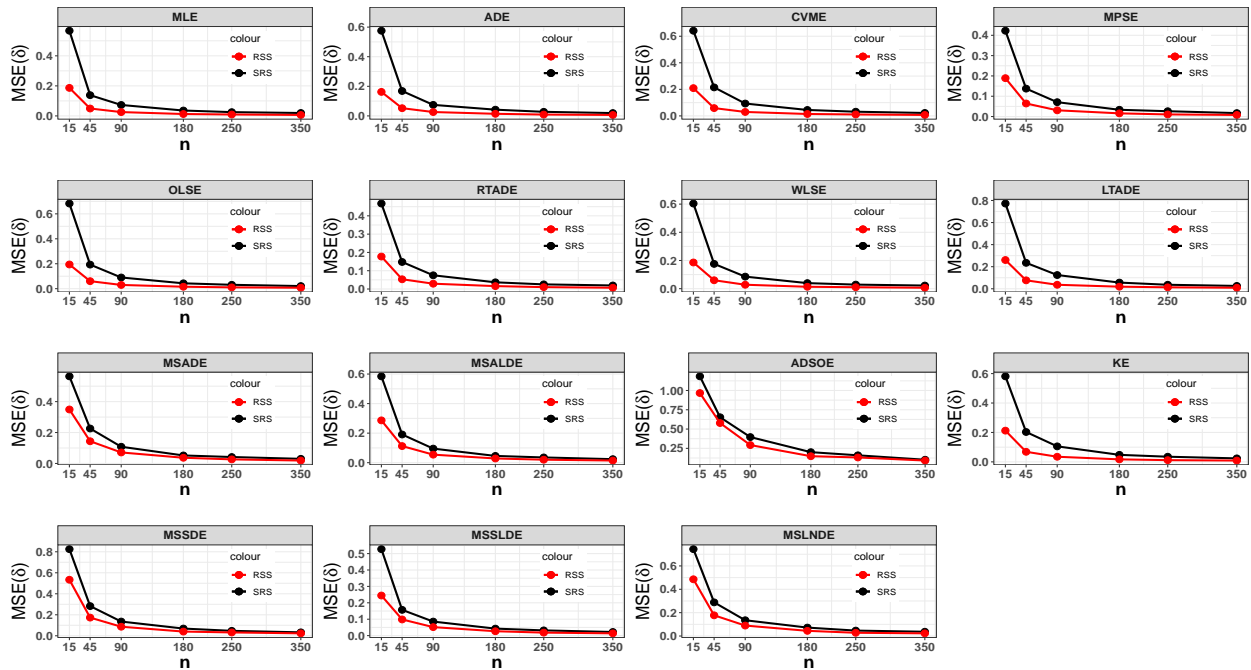 MLE
MSE(δ)
0.4
0.2
0.0
colour
RSS
SRS
15 45 90 180 250 350
n
ADE
MSE(δ)
0.6
0.4
0.2
0.0
colour
RSS
SRS
15 45 90 180 250 350
n
CVME
MSE(δ)
0.6
0.4
0.2
0.0
colour
RSS
SRS
15 45 90 180 250 350
n
MPSE
MSE(δ)
0.4
0.3
0.2
0.1
0.0
colour
RSS
SRS
15 45 90 180 250 350
n
OLSE
MSE(δ)
0.6
0.4
0.2
0.0
colour
RSS
SRS
15 45 90 180 250 350
n
RTADE
MSE(δ)
0.4
0.3
0.2
0.1
0.0
colour
RSS
SRS
15 45 90 180 250 350
n
WLSE
MSE(δ)
0.6
0.4
0.2
0.0
colour
RSS
SRS
15 45 90 180 250 350
n
LTADE
MSE(δ)
0.8
0.6
0.4
0.2
0.0
colour
RSS
SRS
15 45 90 180 250 350
n
MSADE
MSE(δ)
0.4
0.2
0.0
colour
RSS
SRS
15 45 90 180 250 350
n
MSALDE
MSE(δ)
0.6
0.4
0.2
0.0
colour
RSS
SRS
15 45 90 180 250 350
n
ADSOE
MSE(δ)
1.00
0.75
0.50
0.25
colour
RSS
SRS
15 45 90 180 250 350
n
KE
MSE(δ)
0.6
0.4
0.2
0.0
colour
RSS
SRS
15 45 90 180 250 350
n
MSSDE
MSE(δ)
0.8
0.6
0.4
0.2
0.0
colour
RSS
SRS
15 45 90 180 250 350
n
MSSLDE
MSE(δ)
0.5
0.4
0.3
0.2
0.1
0.0
colour
RSS
SRS
15 45 90 180 250 350
n
MSLNDE
MSE(δ)
0.6
0.4
0.2
0.0
colour
RSS
SRS
15 45 90 180 250 350
n